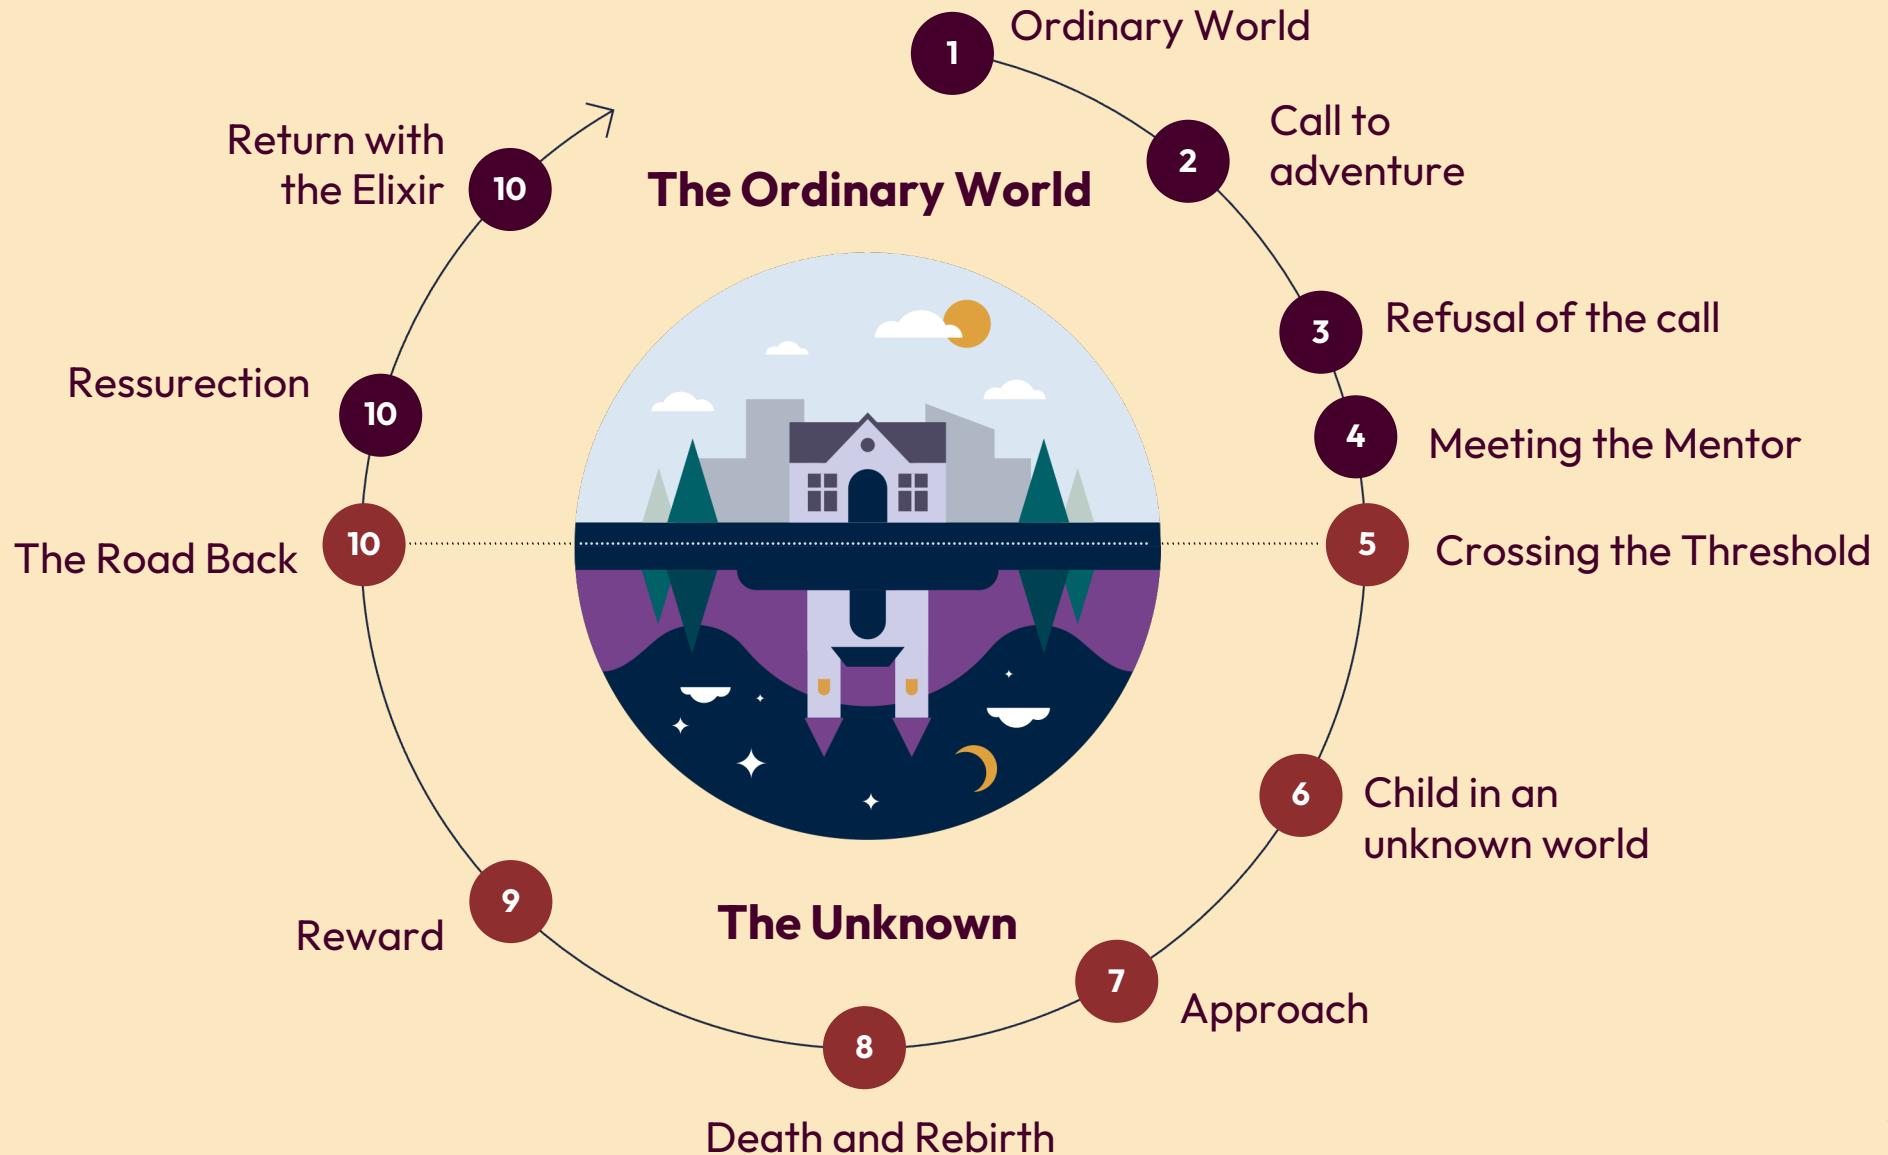 1
Ordinary World
2
Call to
adventure
3
Refusal of the call
4
Meeting the Mentor
5
Crossing the Threshold
6
Child in an
unknown world
7
Approach
8
Death and Rebirth
9
Reward
10
The Road Back
10
Ressurection
10
Return with
the Elixir
The Ordinary World
The Unknown